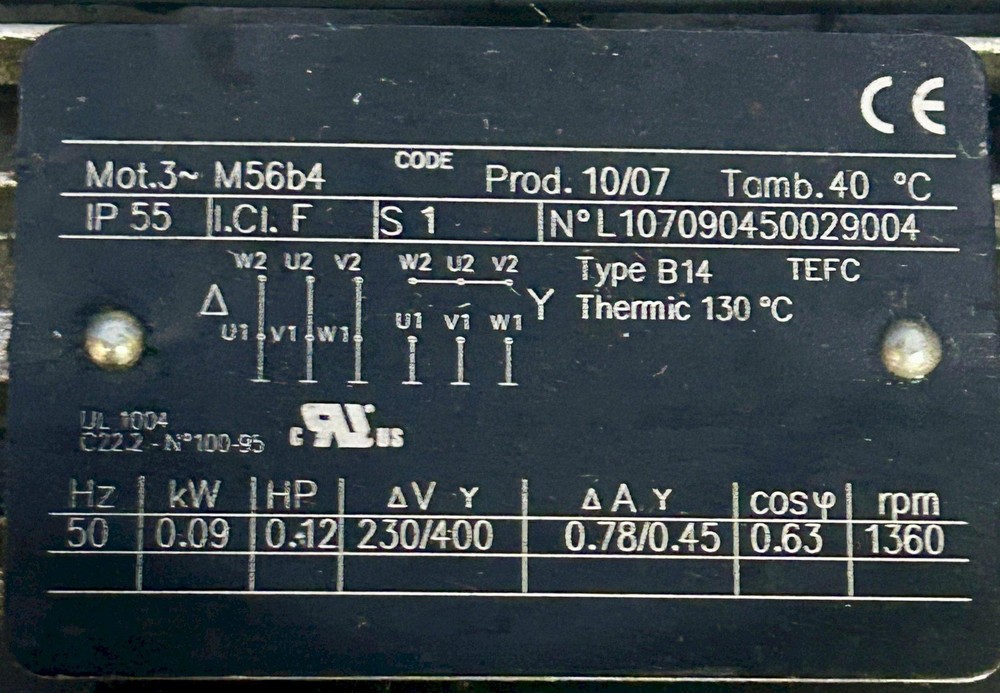 CE
Mot.3~ M56b4 CODE Prod. 10/07 Tamb.40 °C
IP 55 I.Cl. F S 1 N° L107090450029004
W2 U2 V2 W2 U2 V2 Type B14 TEFC
Δ Y Thermic 130 °C
U1 V1 W1 U1 V1 W1
UL 1004
C22.2 - N°100-95
c RU US
Hz kW HP ΔV Y Δ A Y cosφ rpm
50 0.09 0.12 230/400 0.78/0.45 0.63 1360